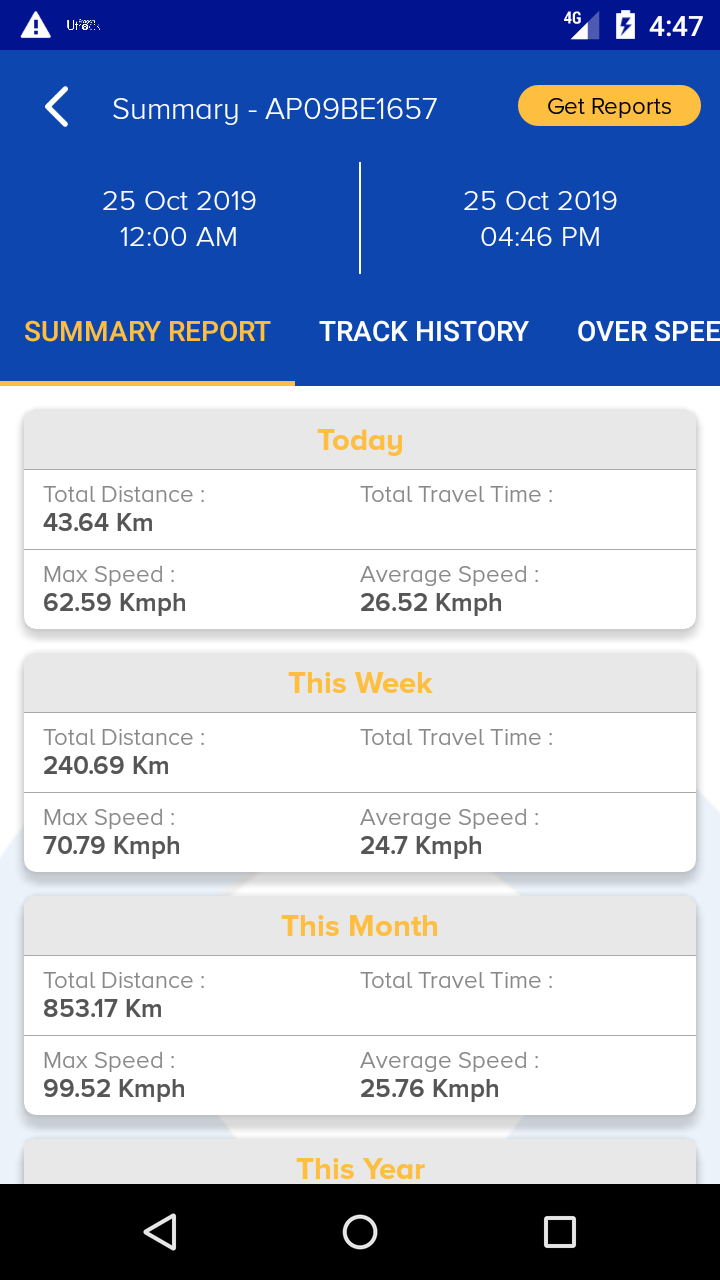 4G
4:47
Summary - AP09BE1657
Get Reports
25 Oct 2019
12:00 AM
25 Oct 2019
04:46 PM
SUMMARY REPORT
TRACK HISTORY
OVER SPEE
Today
Total Distance :
43.64 Km
Total Travel Time :
Max Speed :
62.59 Kmph
Average Speed :
26.52 Kmph
This Week
Total Distance :
240.69 Km
Total Travel Time :
Max Speed :
70.79 Kmph
Average Speed :
24.7 Kmph
This Month
Total Distance :
853.17 Km
Total Travel Time :
Max Speed :
99.52 Kmph
Average Speed :
25.76 Kmph
This Year